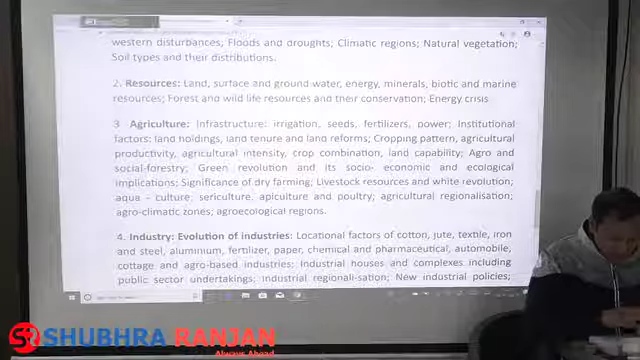 western disturbances; Floods and droughts; Climatic regions; Natural vegetation;
Soil types and their distributions.
2. Resources: Land, surface and ground water, energy, minerals, biotic and marine
resources; Forest and wild life resources and their conservation; Energy crisis
3 Agriculture: Infrastructure: irrigation, seeds, fertilizers, power; Institutional
factors: land holdings, land tenure and land reforms; Cropping pattern, agricultural
productivity, agricultural intensity, crop combination, land capability; Agro and
social-forestry; Green revolution and its socio- economic and ecological
implications; Significance of dry farming; Livestock resources and white revolution;
aqua - culture; sericulture, apiculture and poultry; agricultural regionalisation;
agro-climatic zones; agroecological regions.
4. Industry: Evolution of industries: Locational factors of cotton, jute, textile, iron
and steel, aluminium, fertilizer, paper, chemical and pharmaceutical, automobile,
cottage and agro-based industries; Industrial houses and complexes including
public sector undertakings; Industrial regionali-sation; New industrial policies;
SR SHUBHRA RANJAN
Always Ahead